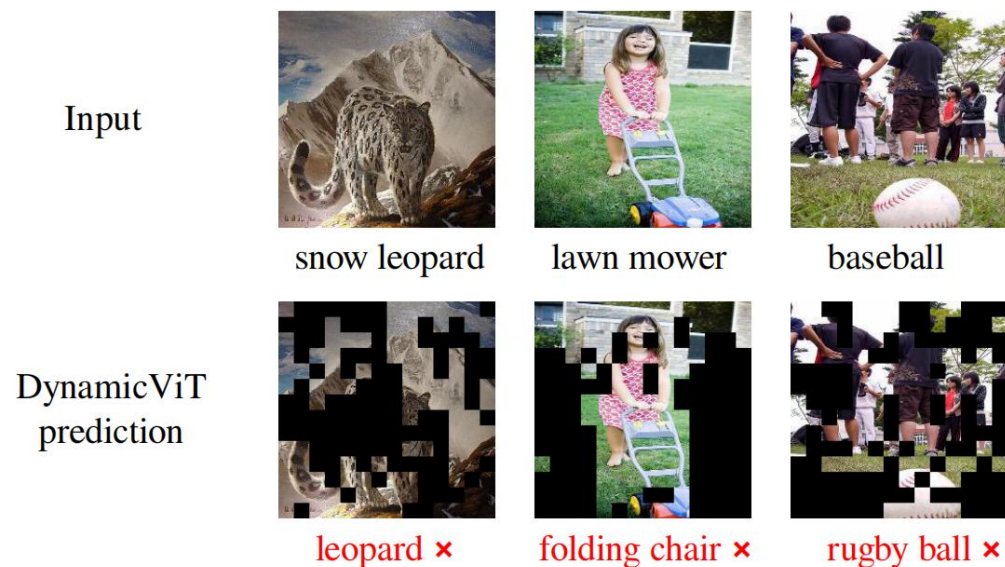 Input
snow leopard
lawn mower
baseball
DynamicViT
prediction
leopard ×
folding chair ×
rugby ball ×